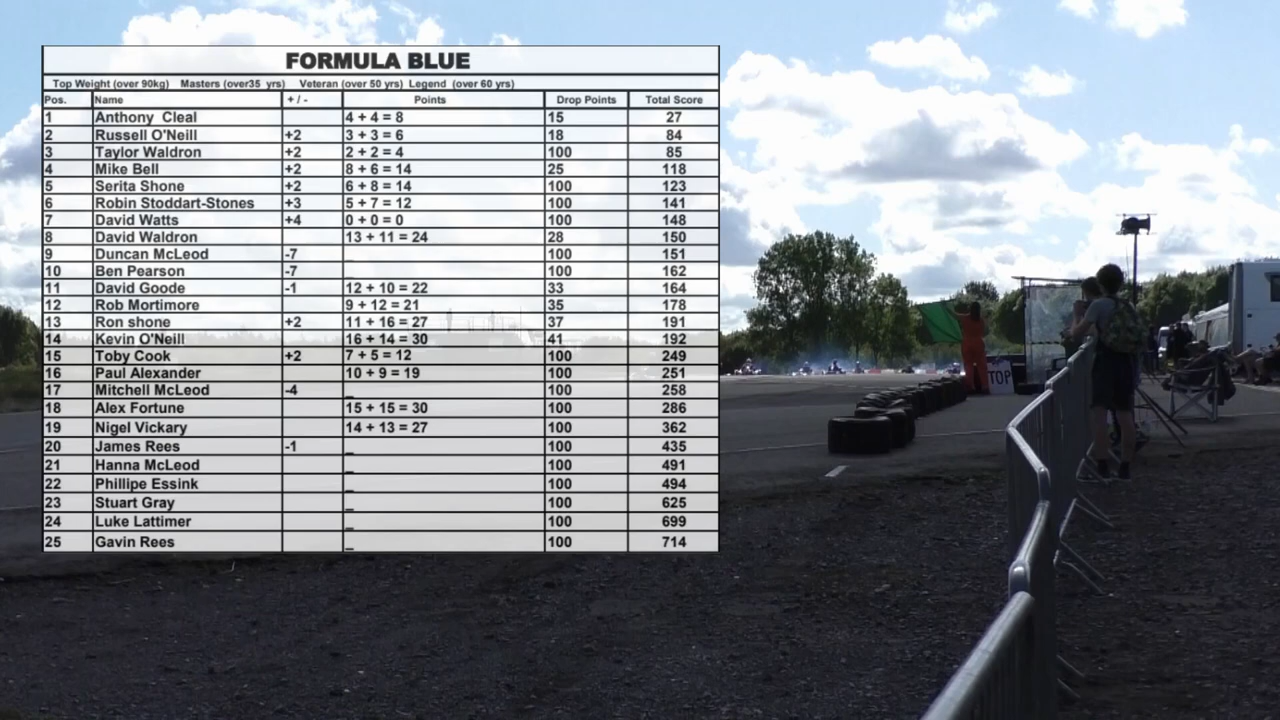 FORMULA BLUE
Top Weight (over 90kg) Masters (over35 yrs) Veteran (over 50 yrs) Legend (over 60 yrs)
Pos. Name + / - Points Drop Points Total Score
1 Anthony Cleal 4 + 4 = 8 15 27
2 Russell O'Neill +2 3 + 3 = 6 18 84
3 Taylor Waldron +2 2 + 2 = 4 100 85
4 Mike Bell +2 8 + 6 = 14 25 118
5 Serita Shone +2 6 + 8 = 14 100 123
6 Robin Stoddart-Stones +3 5 + 7 = 12 100 141
7 David Watts +4 0 + 0 = 0 100 148
8 David Waldron 13 + 11 = 24 28 150
9 Duncan McLeod -7 _ 100 151
10 Ben Pearson -7 _ 100 162
11 David Goode -1 12 + 10 = 22 33 164
12 Rob Mortimore 9 + 12 = 21 35 178
13 Ron shone +2 11 + 16 = 27 37 191
14 Kevin O'Neill 16 + 14 = 30 41 192
15 Toby Cook +2 7 + 5 = 12 100 249
16 Paul Alexander 10 + 9 = 19 100 251
17 Mitchell McLeod -4 _ 100 258
18 Alex Fortune 15 + 15 = 30 100 286
19 Nigel Vickary 14 + 13 = 27 100 362
20 James Rees -1 _ 100 435
21 Hanna McLeod _ 100 491
22 Phillipe Essink _ 100 494
23 Stuart Gray _ 100 625
24 Luke Lattimer _ 100 699
25 Gavin Rees _ 100 714
TOP